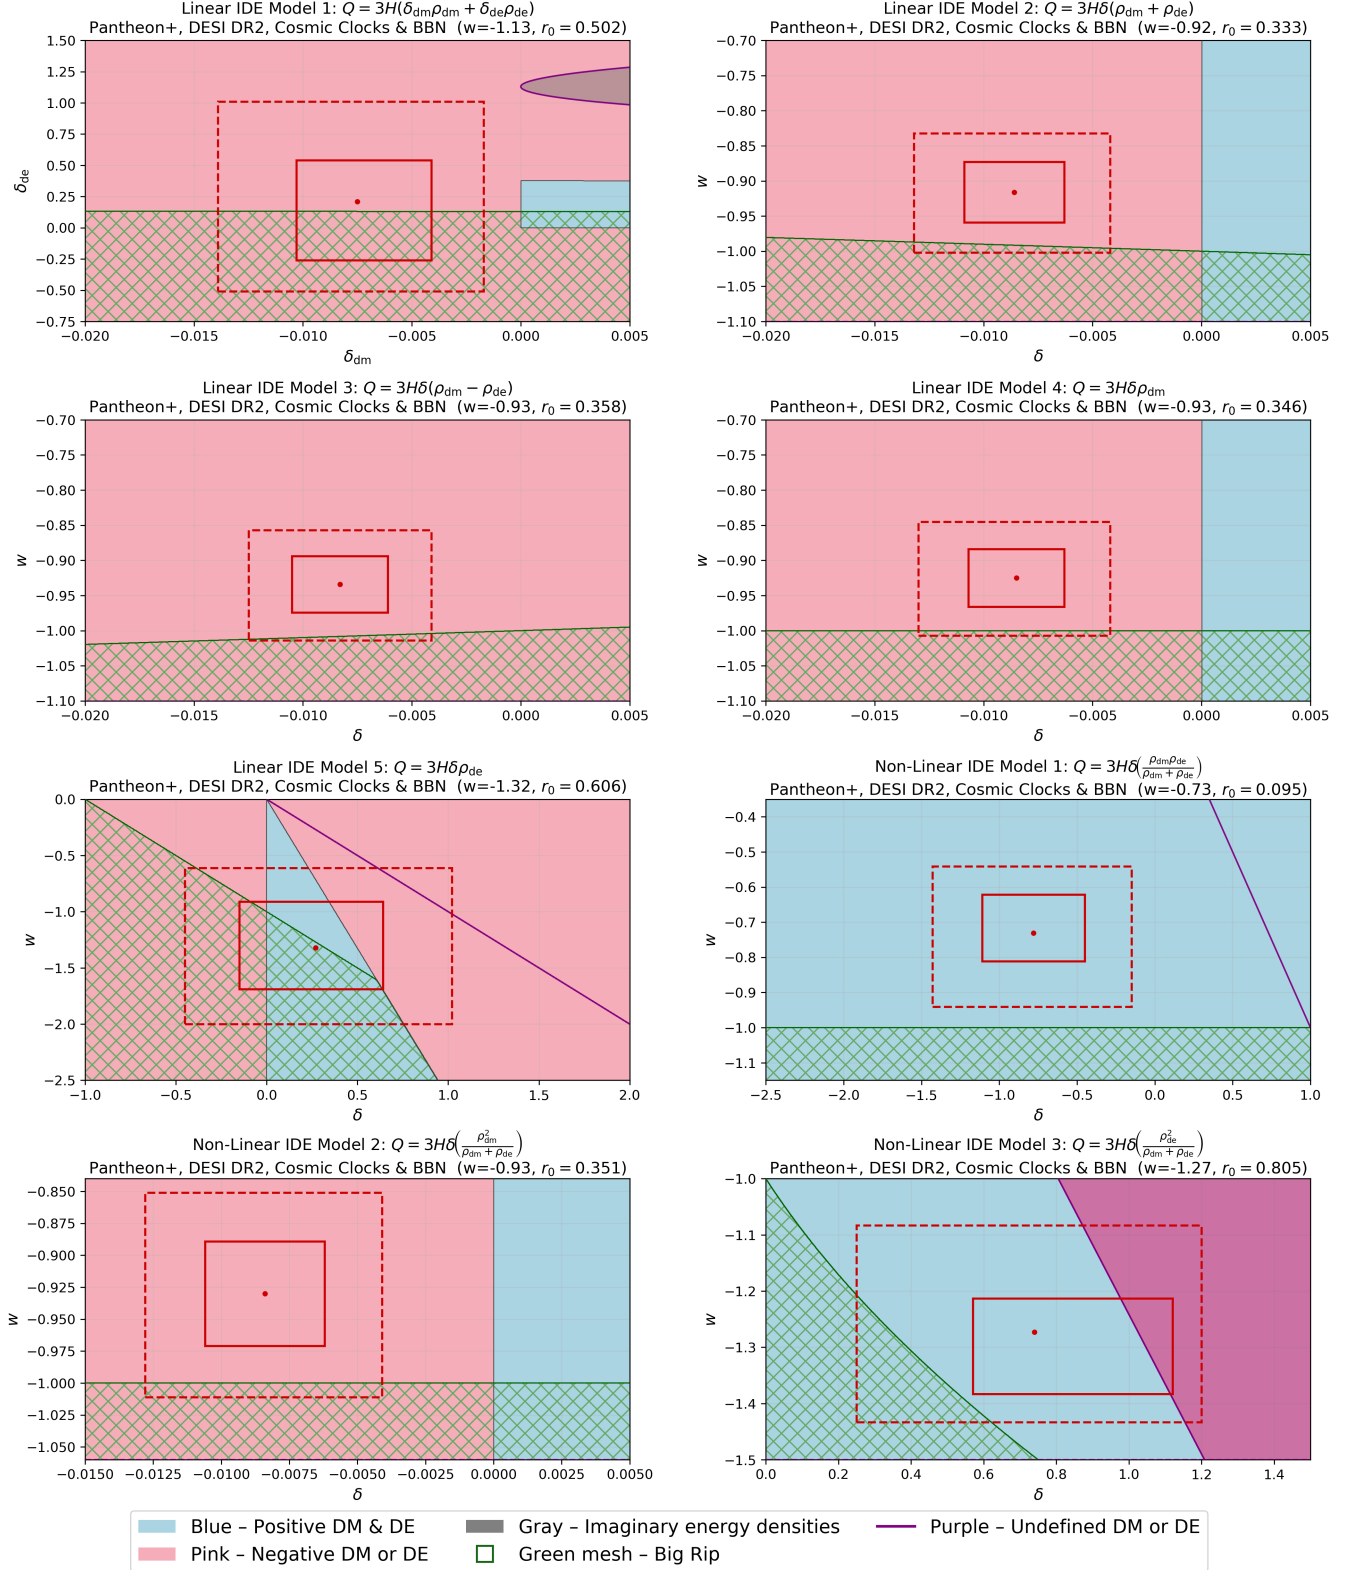 Linear IDE Model 1: Q = 3H(δdmρdm + δdeρde)
Pantheon+, DESI DR2, Cosmic Clocks & BBN (w=-1.13, r0 = 0.502)
1.50
1.25
1.00
0.75
0.50
0.25
0.00
−0.25
−0.50
−0.75
δde
−0.020 −0.015 −0.010 −0.005 0.000 0.005
δdm
Linear IDE Model 2: Q = 3Hδ(ρdm + ρde)
Pantheon+, DESI DR2, Cosmic Clocks & BBN (w=-0.92, r0 = 0.333)
−0.70
−0.75
−0.80
−0.85
−0.90
−0.95
−1.00
−1.05
−1.10
w
−0.020 −0.015 −0.010 −0.005 0.000 0.005
δ
Linear IDE Model 3: Q = 3Hδ(ρdm − ρde)
Pantheon+, DESI DR2, Cosmic Clocks & BBN (w=-0.93, r0 = 0.358)
−0.70
−0.75
−0.80
−0.85
−0.90
−0.95
−1.00
−1.05
−1.10
w
−0.020 −0.015 −0.010 −0.005 0.000 0.005
δ
Linear IDE Model 4: Q = 3Hδρdm
Pantheon+, DESI DR2, Cosmic Clocks & BBN (w=-0.93, r0 = 0.346)
−0.70
−0.75
−0.80
−0.85
−0.90
−0.95
−1.00
−1.05
−1.10
w
−0.020 −0.015 −0.010 −0.005 0.000 0.005
δ
Linear IDE Model 5: Q = 3Hδρde
Pantheon+, DESI DR2, Cosmic Clocks & BBN (w=-1.32, r0 = 0.606)
0.0
−0.5
−1.0
−1.5
−2.0
−2.5
w
−1.0 −0.5 0.0 0.5 1.0 1.5 2.0
δ
Non-Linear IDE Model 1: Q = 3Hδ(ρdmρde / ρdm + ρde)
Pantheon+, DESI DR2, Cosmic Clocks & BBN (w=-0.73, r0 = 0.095)
−0.4
−0.5
−0.6
−0.7
−0.8
−0.9
−1.0
−1.1
w
−2.5 −2.0 −1.5 −1.0 −0.5 0.0 0.5 1.0
δ
Non-Linear IDE Model 2: Q = 3Hδ(ρ²dm / ρdm + ρde)
Pantheon+, DESI DR2, Cosmic Clocks & BBN (w=-0.93, r0 = 0.351)
−0.850
−0.875
−0.900
−0.925
−0.950
−0.975
−1.000
−1.025
−1.050
w
−0.0150 −0.0125 −0.0100 −0.0075 −0.0050 −0.0025 0.0000 0.0025 0.0050
δ
Non-Linear IDE Model 3: Q = 3Hδ(ρ²de / ρdm + ρde)
Pantheon+, DESI DR2, Cosmic Clocks & BBN (w=-1.27, r0 = 0.805)
−1.0
−1.1
−1.2
−1.3
−1.4
−1.5
w
0.0 0.2 0.4 0.6 0.8 1.0 1.2 1.4
δ
Blue – Positive DM & DE
Pink – Negative DM or DE
Gray – Imaginary energy densities
Green mesh – Big Rip
Purple – Undefined DM or DE